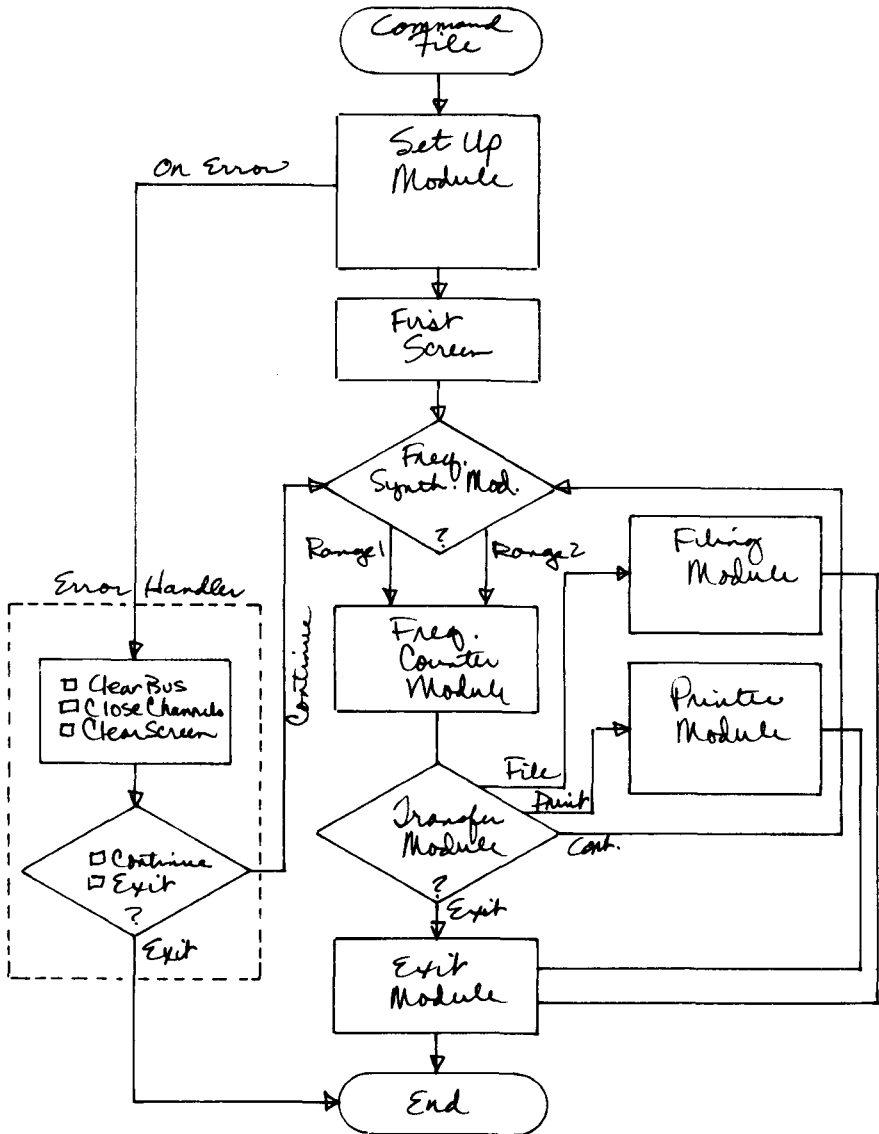 Command
File
Set Up
Module
On Error
First
Screen
Freq.
Synth. Mod.
?
Range 1
Range 2
Filing
Module
Error Handler
Continue
Freq.
Counter
Module
Clear Bus
Close Channels
Clear Screen
Printer
Module
File
Print
Transfer
Module
?
Cont.
Continue
Exit
?
Exit
Exit
Exit
Module
End